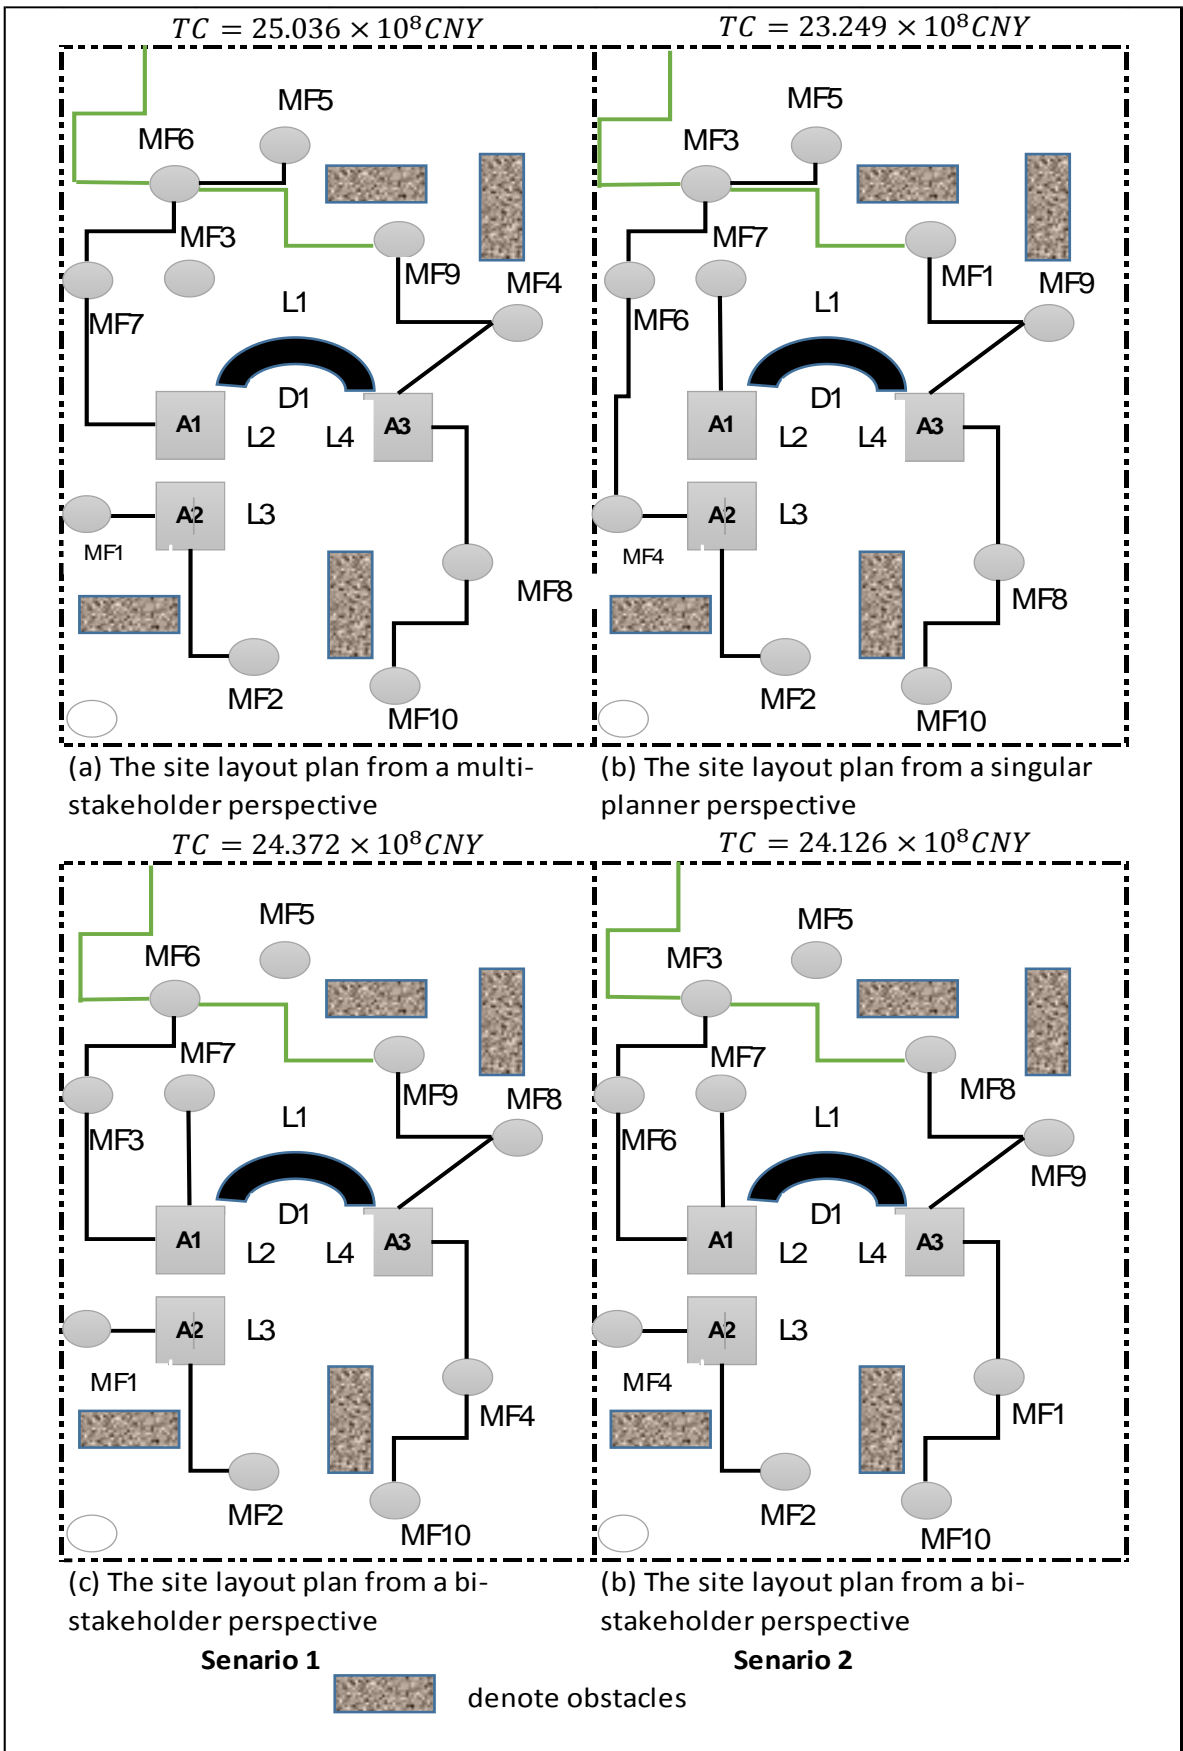 TC = 25.036 × 10⁸CNY
TC = 23.249 × 10⁸CNY
MF5
MF6
MF3
MF9
MF4
MF7
L1
D1
A1
L2
L4
A3
A2
L3
MF1
MF8
MF2
MF10
MF5
MF3
MF7
MF1
MF9
MF6
L1
D1
A1
L2
L4
A3
A2
L3
MF4
MF8
MF2
MF10
(a) The site layout plan from a multi-
stakeholder perspective
(b) The site layout plan from a singular
planner perspective
TC = 24.372 × 10⁸CNY
TC = 24.126 × 10⁸CNY
MF5
MF6
MF7
MF9
MF8
MF3
L1
D1
A1
L2
L4
A3
A2
L3
MF1
MF4
MF2
MF10
MF5
MF3
MF7
MF8
MF6
L1
MF9
D1
A1
L2
L4
A3
A2
L3
MF4
MF1
MF2
MF10
(c) The site layout plan from a bi-
stakeholder perspective
Senario 1
(b) The site layout plan from a bi-
stakeholder perspective
Senario 2
denote obstacles